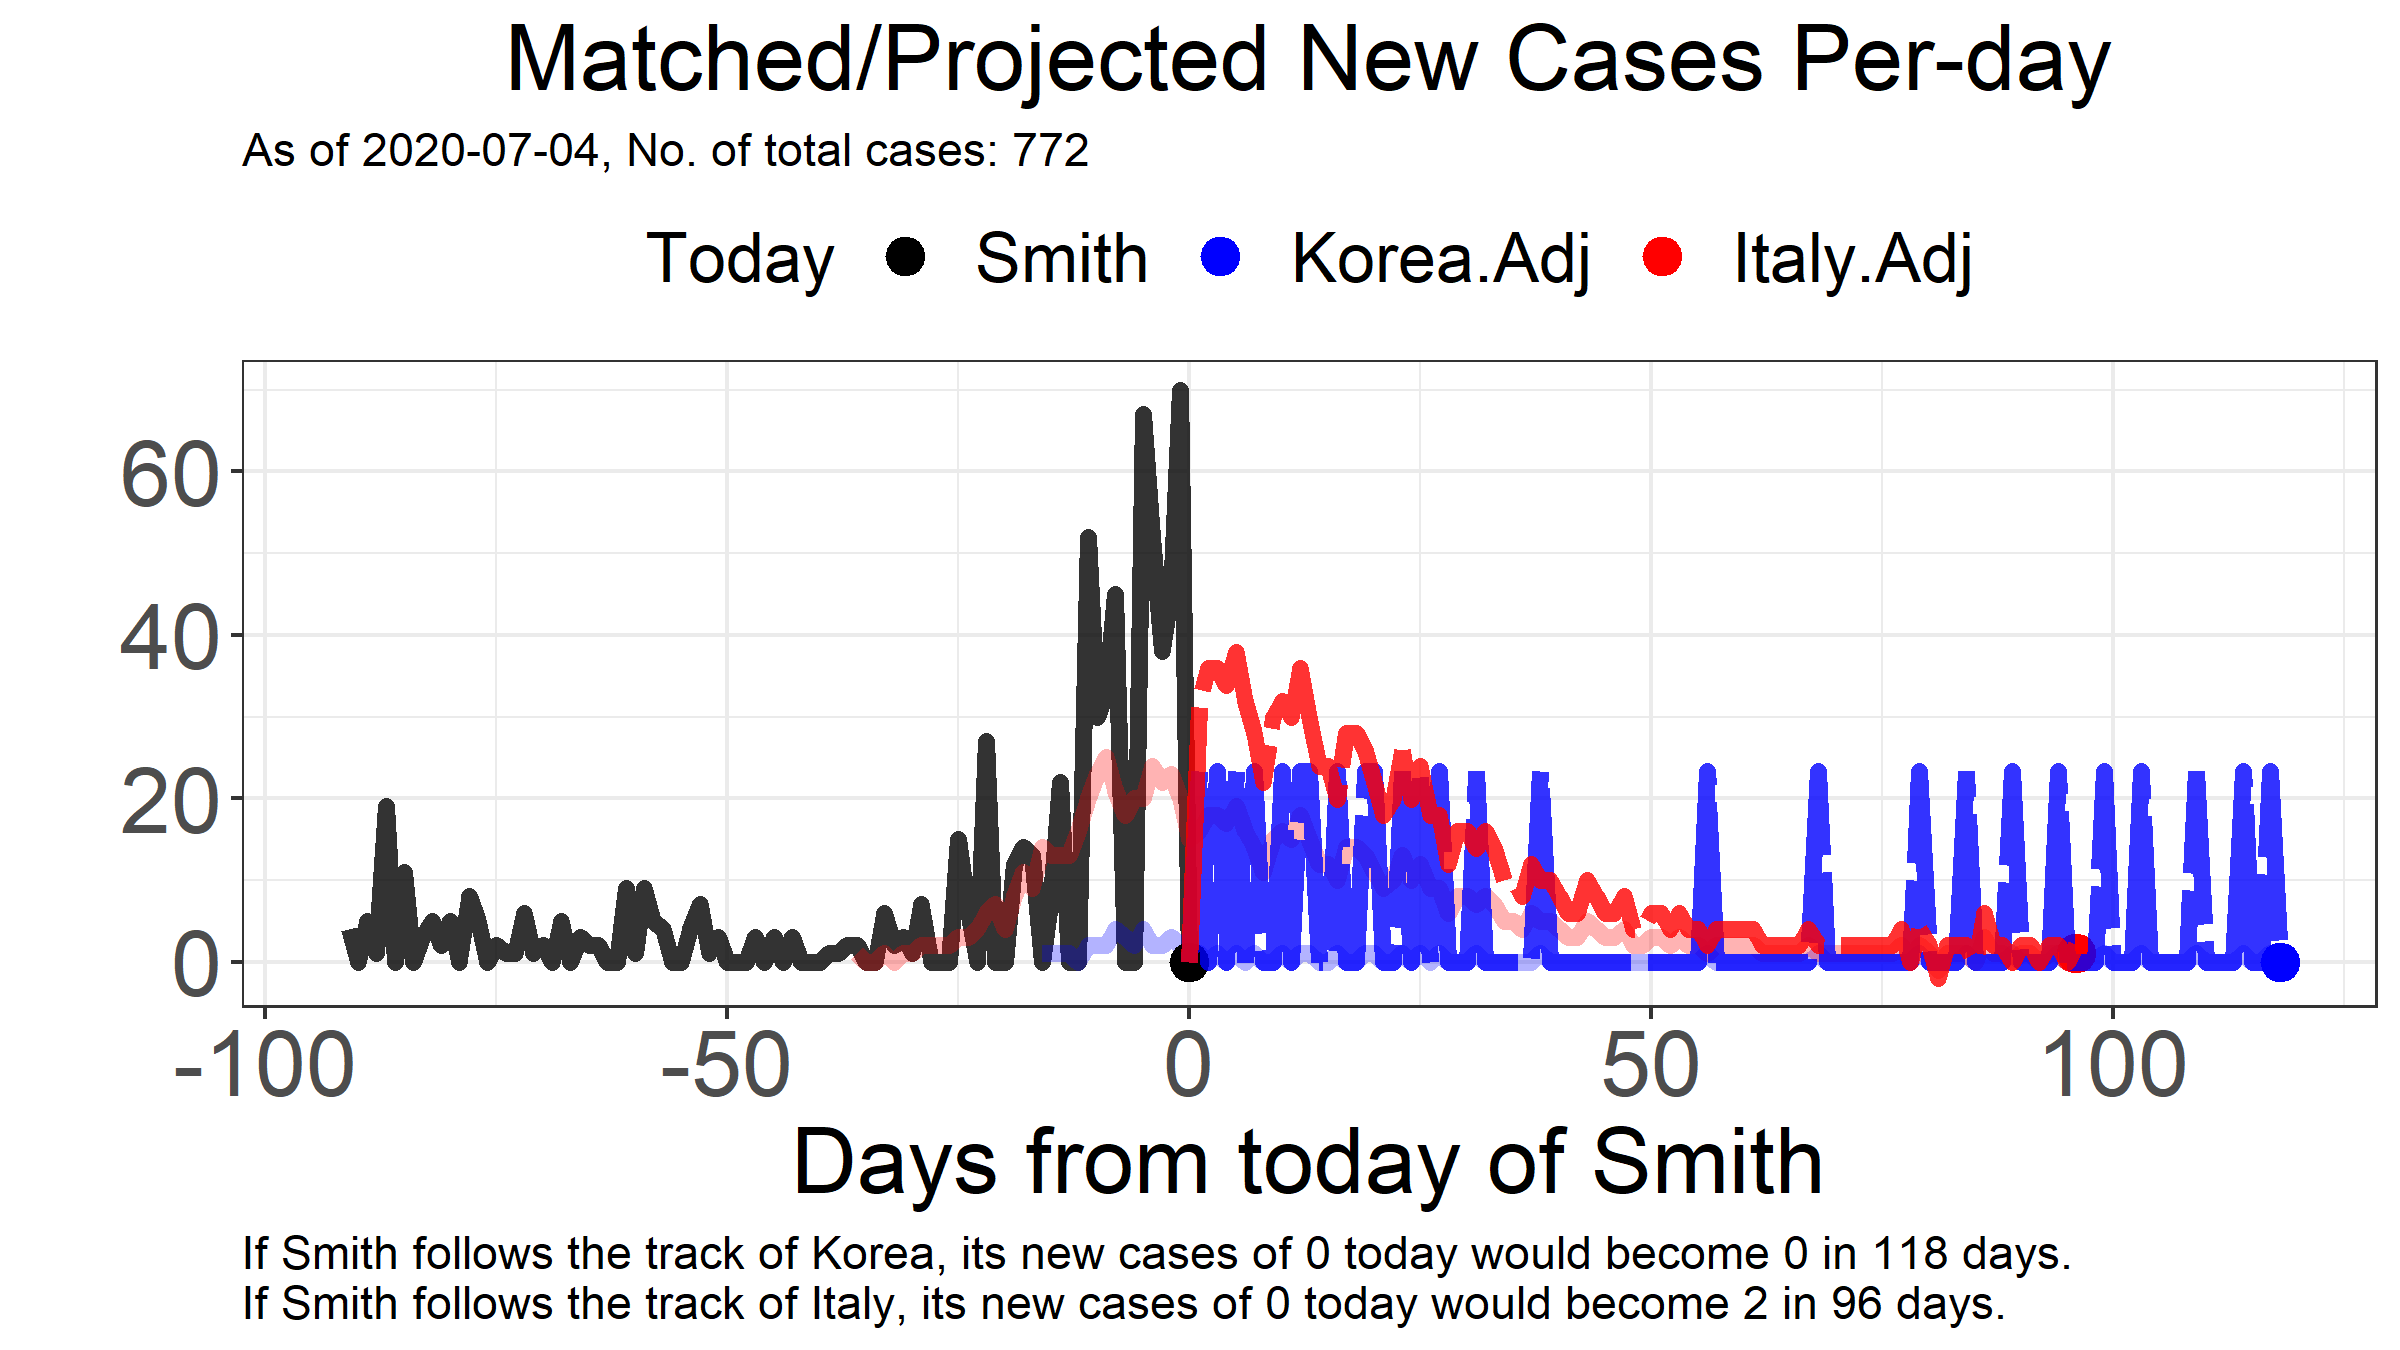 Matched/Projected New Cases Per-day
As of 2020-07-04, No. of total cases: 772
Today Smith Korea.Adj Italy.Adj
60
40
20
0
-100 -50 0 50 100
Days from today of Smith
If Smith follows the track of Korea, its new cases of 0 today would become 0 in 118 days.
If Smith follows the track of Italy, its new cases of 0 today would become 2 in 96 days.